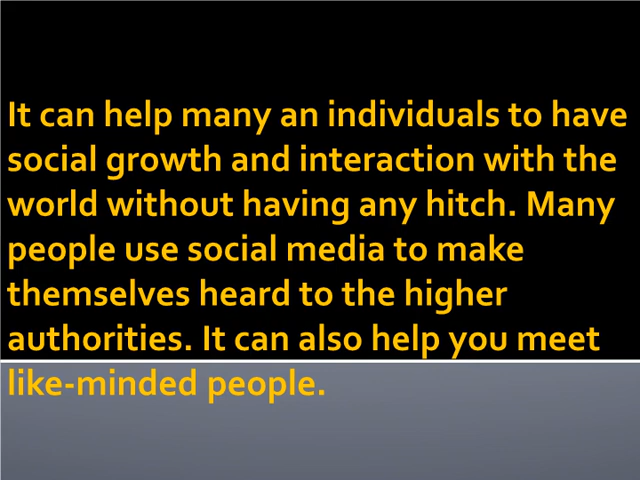 It can help many an individuals to have
social growth and interaction with the
world without having any hitch. Many
people use social media to make
themselves heard to the higher
authorities. It can also help you meet
like-minded people.